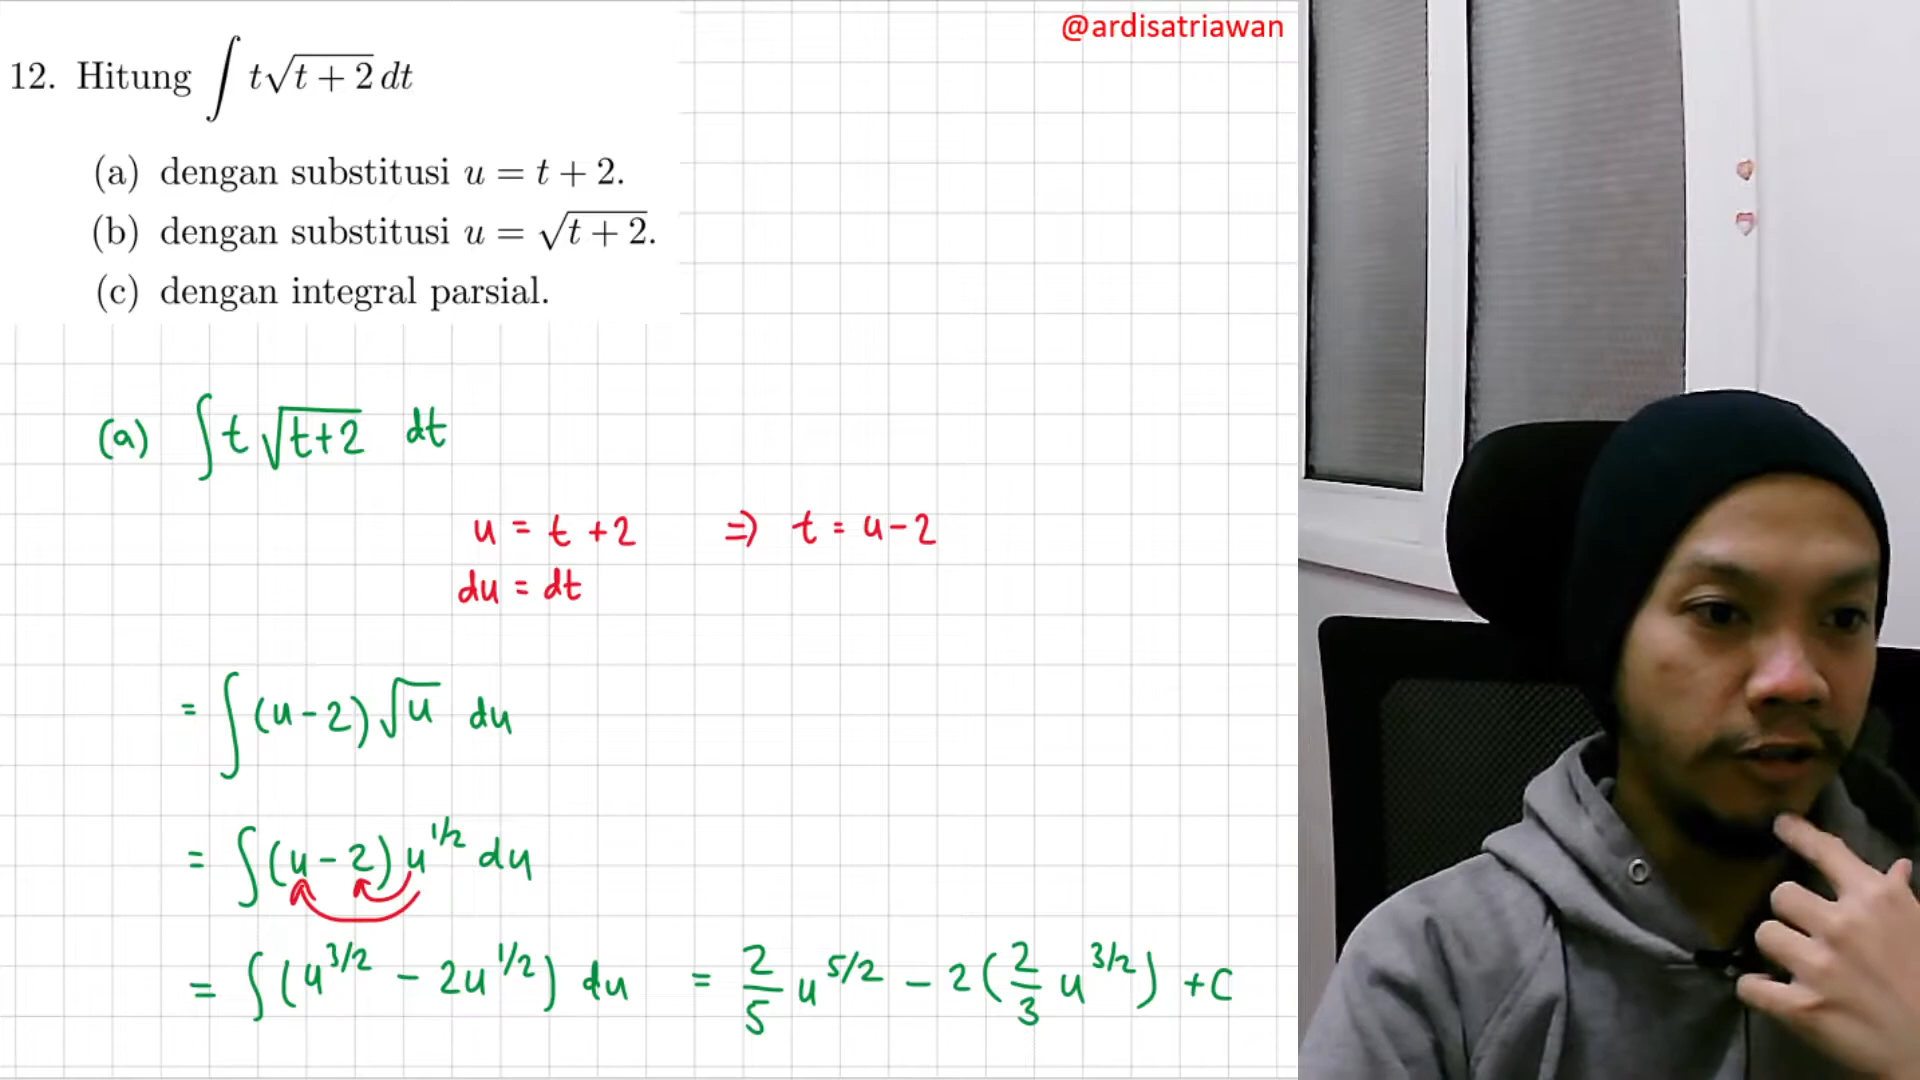 @ardisatriawan
12. Hitung ∫ t√(t + 2) dt
(a) dengan substitusi u = t + 2.
(b) dengan substitusi u = √(t + 2).
(c) dengan integral parsial.
(a) ∫ t √(t+2) dt
u = t + 2 ⇒ t = u - 2
du = dt
= ∫ (u - 2) √u du
= ∫ (u - 2) u^1/2 du
= ∫ (u^3/2 - 2u^1/2) du = 2/5 u^5/2 - 2(2/3 u^3/2) + C